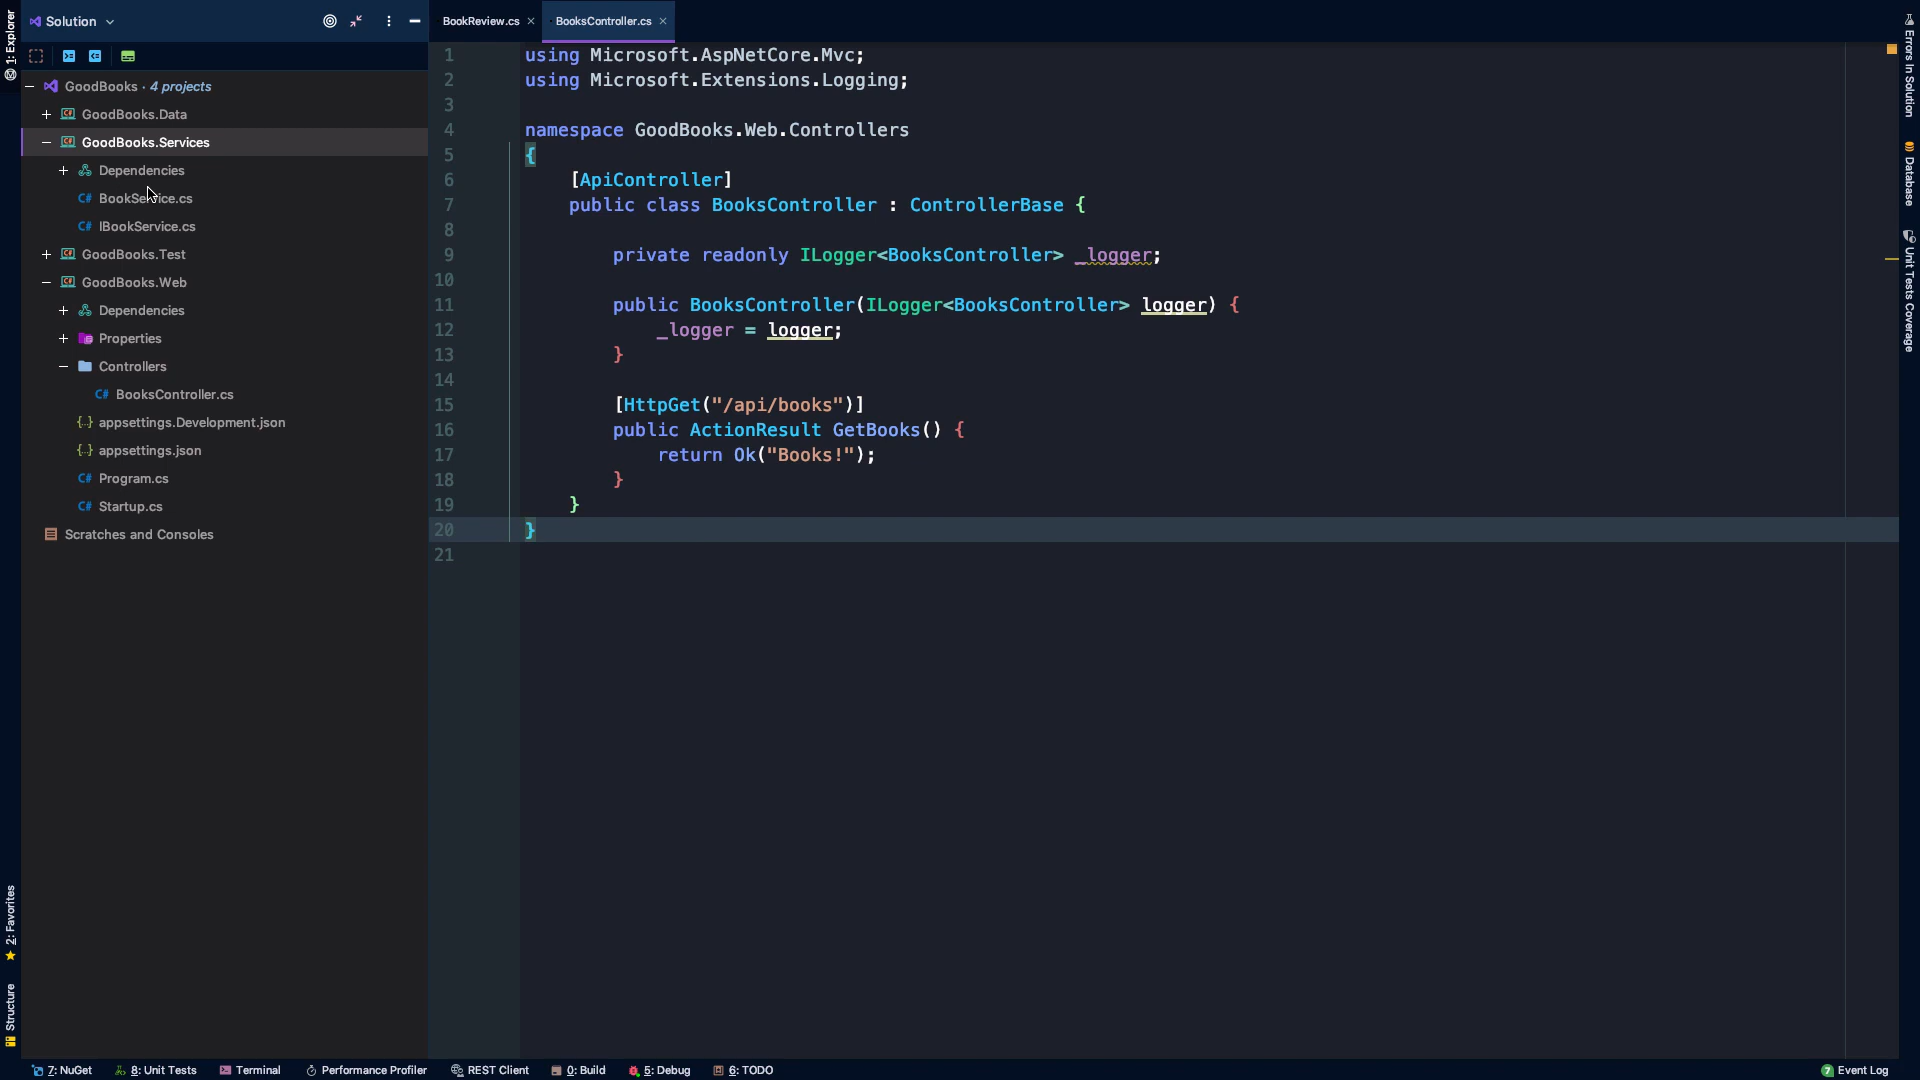 1: Explorer
Solution
GoodBooks · 4 projects
GoodBooks.Data
GoodBooks.Services
Dependencies
BookService.cs
IBookService.cs
GoodBooks.Test
GoodBooks.Web
Dependencies
Properties
Controllers
BooksController.cs
appsettings.Development.json
appsettings.json
Program.cs
Startup.cs
Scratches and Consoles
2: Favorites
Structure
BookReview.cs
BooksController.cs
1 using Microsoft.AspNetCore.Mvc;
2 using Microsoft.Extensions.Logging;
3
4 namespace GoodBooks.Web.Controllers
5 {
6 [ApiController]
7 public class BooksController : ControllerBase {
8
9 private readonly ILogger<BooksController> _logger;
10
11 public BooksController(ILogger<BooksController> logger) {
12 _logger = logger;
13 }
14
15 [HttpGet("/api/books")]
16 public ActionResult GetBooks() {
17 return Ok("Books!");
18 }
19 }
20 }
21
Errors In Solution
Database
Unit Tests Coverage
7: NuGet 8: Unit Tests Terminal Performance Profiler REST Client 0: Build 5: Debug 6: TODO 7 Event Log